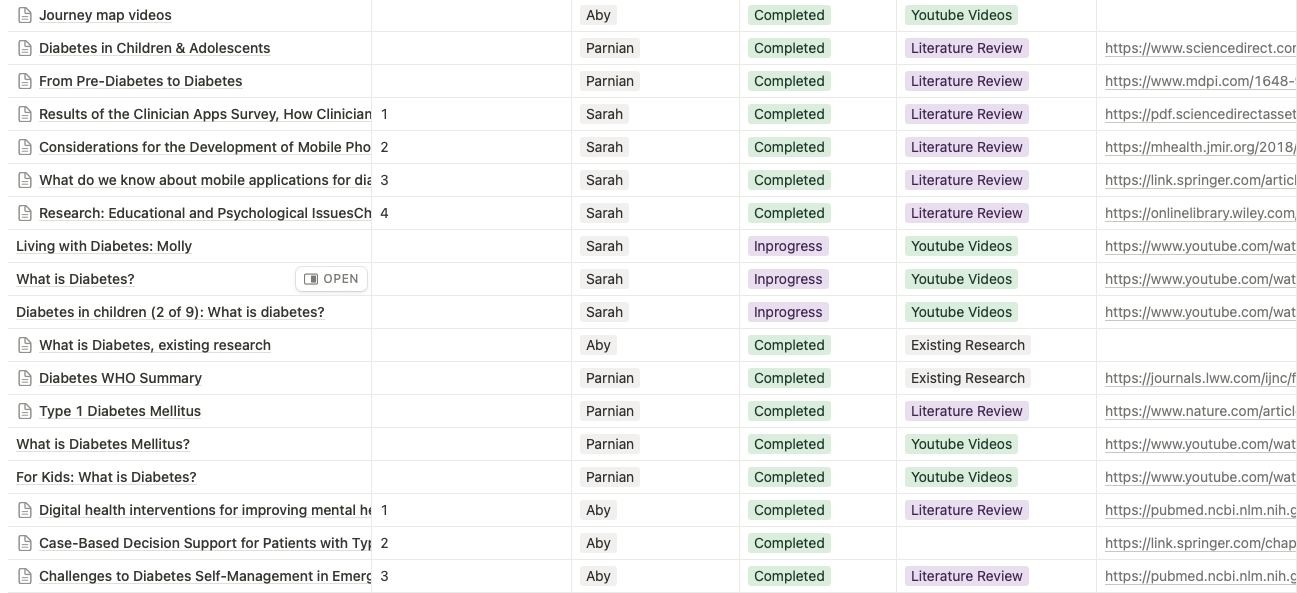 Journey map videos Aby Completed Youtube Videos
Diabetes in Children & Adolescents Parnian Completed Literature Review https://www.sciencedirect.cor
From Pre-Diabetes to Diabetes Parnian Completed Literature Review https://www.mdpi.com/1648-
Results of the Clinician Apps Survey, How Clinician 1 Sarah Completed Literature Review https://pdf.sciencedirectasset
Considerations for the Development of Mobile Pho 2 Sarah Completed Literature Review https://mhealth.jmir.org/2018/
What do we know about mobile applications for dia 3 Sarah Completed Literature Review https://link.springer.com/articl
Research: Educational and Psychological IssuesCh 4 Sarah Completed Literature Review https://onlinelibrary.wiley.com,
Living with Diabetes: Molly Sarah Inprogress Youtube Videos https://www.youtube.com/wat
What is Diabetes? OPEN Sarah Inprogress Youtube Videos https://www.youtube.com/wat
Diabetes in children (2 of 9): What is diabetes? Sarah Inprogress Youtube Videos https://www.youtube.com/wat
What is Diabetes, existing research Aby Completed Existing Research
Diabetes WHO Summary Parnian Completed Existing Research https://journals.lww.com/ijnc/f
Type 1 Diabetes Mellitus Parnian Completed Literature Review https://www.nature.com/articl
What is Diabetes Mellitus? Parnian Completed Youtube Videos https://www.youtube.com/wat
For Kids: What is Diabetes? Parnian Completed Youtube Videos https://www.youtube.com/wat
Digital health interventions for improving mental he 1 Aby Completed Literature Review https://pubmed.ncbi.nlm.nih.g
Case-Based Decision Support for Patients with Typ 2 Aby Completed https://link.springer.com/chap
Challenges to Diabetes Self-Management in Emerg 3 Aby Completed Literature Review https://pubmed.ncbi.nlm.nih.g